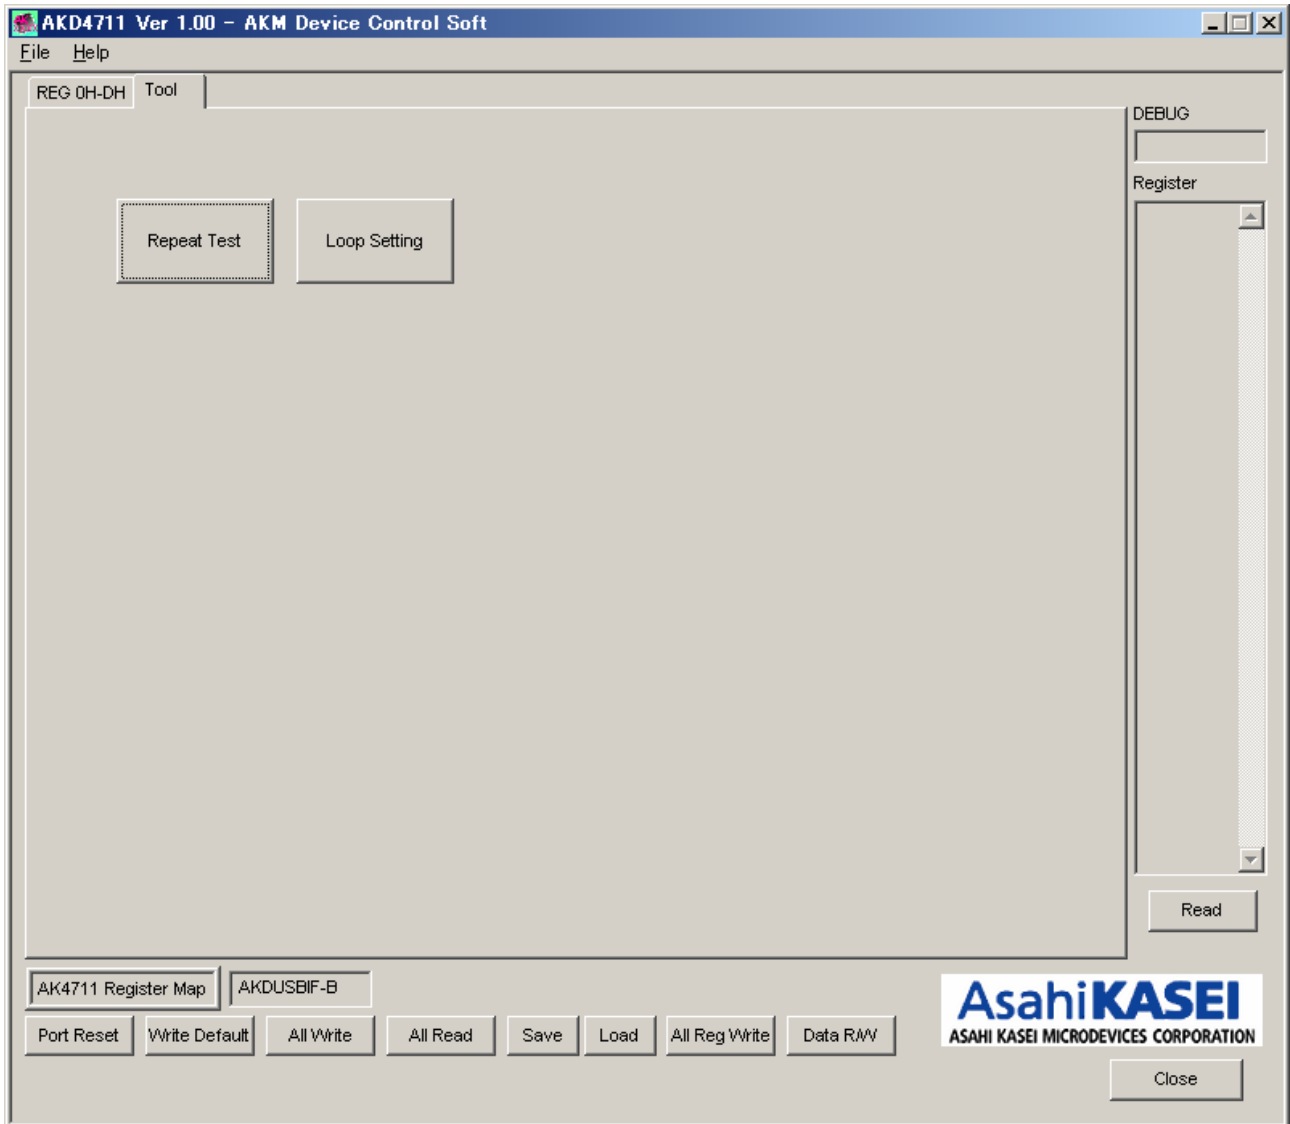 AKD4711 Ver 1.00 - AKM Device Control Soft
File Help
REG 0H-DH Tool
DEBUG
Register
Repeat Test Loop Setting
Read
AK4711 Register Map AKDUSBIF-B
Port Reset Write Default All Write All Read Save Load All Reg Write Data R/W
AsahiKASEI
ASAHI KASEI MICRODEVICES CORPORATION
Close